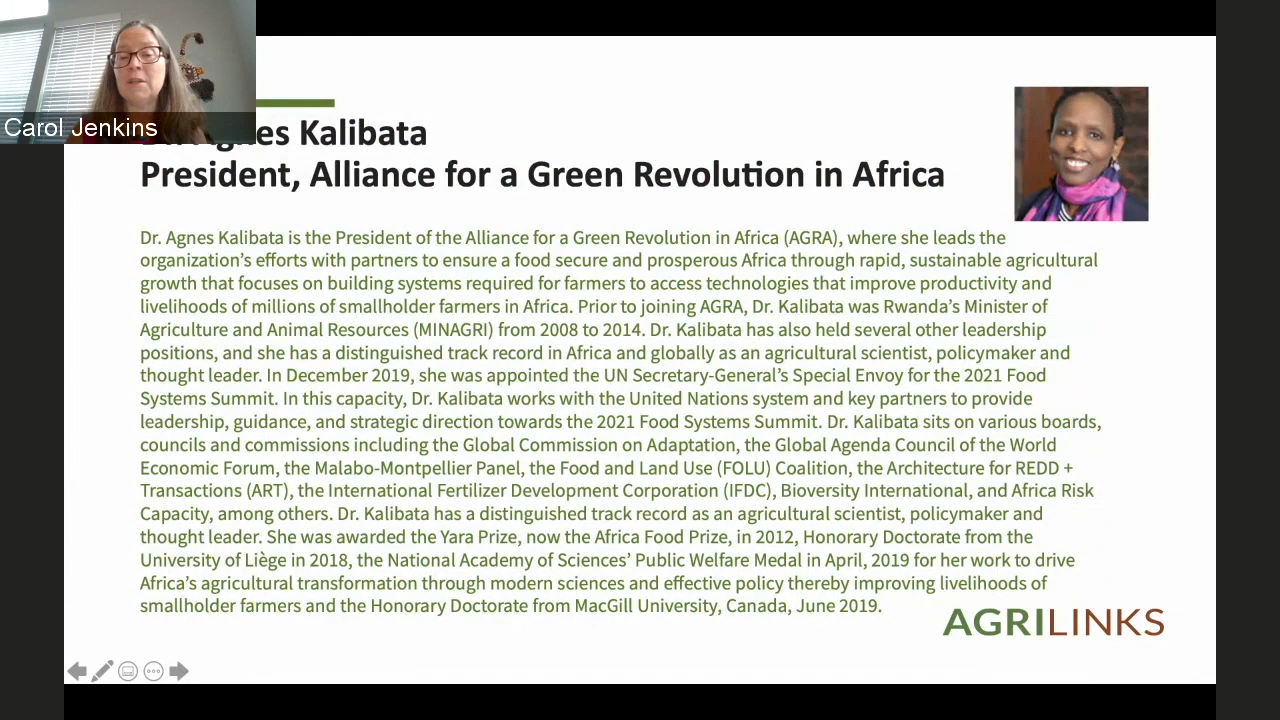 Carol Jenkins
Agnes Kalibata
President, Alliance for a Green Revolution in Africa
Dr. Agnes Kalibata is the President of the Alliance for a Green Revolution in Africa (AGRA), where she leads the
organization's efforts with partners to ensure a food secure and prosperous Africa through rapid, sustainable agricultural
growth that focuses on building systems required for farmers to access technologies that improve productivity and
livelihoods of millions of smallholder farmers in Africa. Prior to joining AGRA, Dr. Kalibata was Rwanda's Minister of
Agriculture and Animal Resources (MINAGRI) from 2008 to 2014. Dr. Kalibata has also held several other leadership
positions, and she has a distinguished track record in Africa and globally as an agricultural scientist, policymaker and
thought leader. In December 2019, she was appointed the UN Secretary-General's Special Envoy for the 2021 Food
Systems Summit. In this capacity, Dr. Kalibata works with the United Nations system and key partners to provide
leadership, guidance, and strategic direction towards the 2021 Food Systems Summit. Dr. Kalibata sits on various boards,
councils and commissions including the Global Commission on Adaptation, the Global Agenda Council of the World
Economic Forum, the Malabo-Montpellier Panel, the Food and Land Use (FOLU) Coalition, the Architecture for REDD +
Transactions (ART), the International Fertilizer Development Corporation (IFDC), Bioversity International, and Africa Risk
Capacity, among others. Dr. Kalibata has a distinguished track record as an agricultural scientist, policymaker and
thought leader. She was awarded the Yara Prize, now the Africa Food Prize, in 2012, Honorary Doctorate from the
University of Liège in 2018, the National Academy of Sciences' Public Welfare Medal in April, 2019 for her work to drive
Africa's agricultural transformation through modern sciences and effective policy thereby improving livelihoods of
smallholder farmers and the Honorary Doctorate from MacGill University, Canada, June 2019.
AGRILINKS